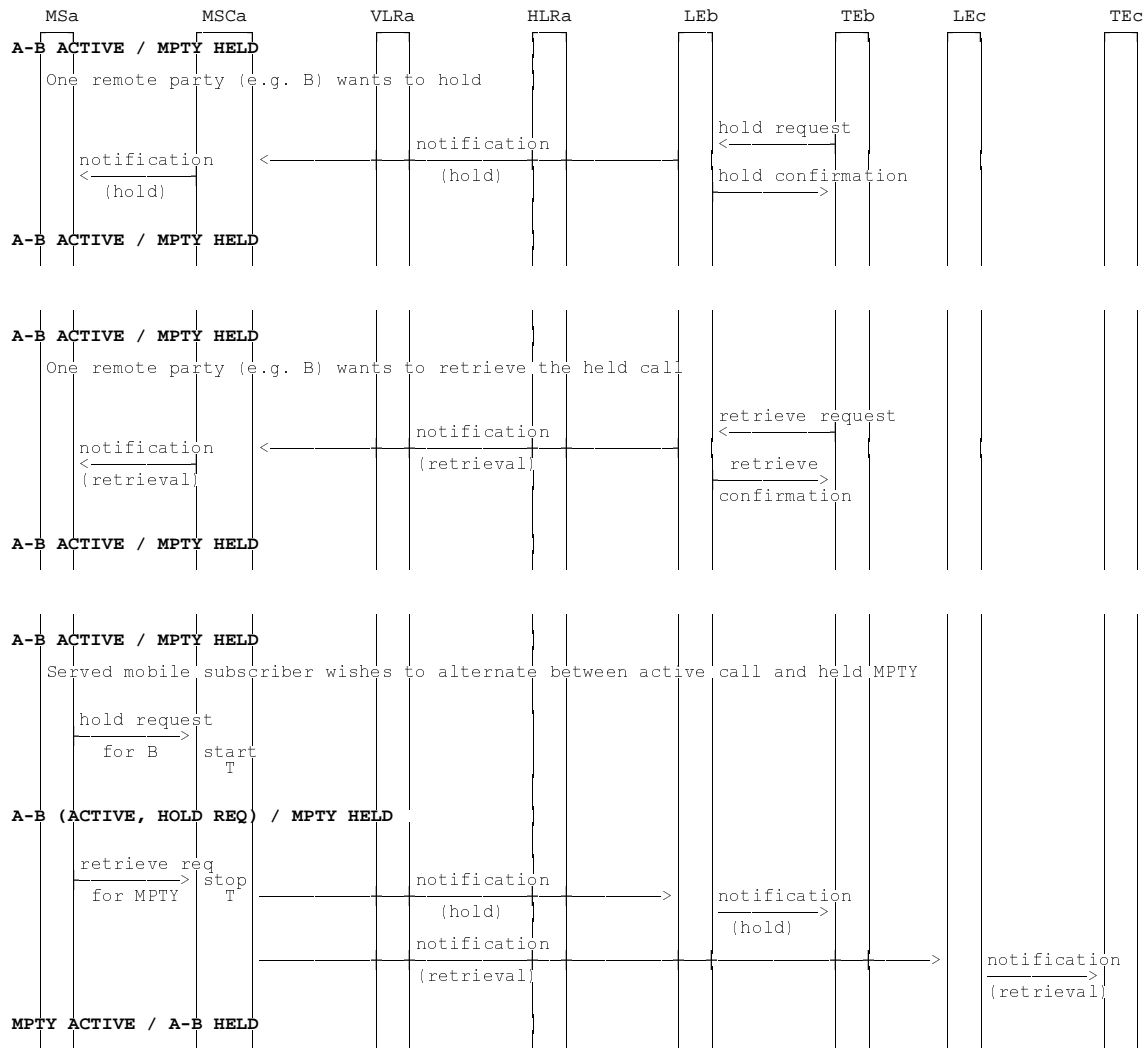 MSa MSCa VLRa HLRa LEb TEb LEc TEc
A-B ACTIVE / MPTY HELD
One remote party (e.g. B) wants to hold
hold request
notification
notification
(hold)
hold confirmation
(hold)
A-B ACTIVE / MPTY HELD
A-B ACTIVE / MPTY HELD
One remote party (e.g. B) wants to retrieve the held call
retrieve request
notification
notification
(retrieval)
retrieve
(retrieval)
confirmation
A-B ACTIVE / MPTY HELD
A-B ACTIVE / MPTY HELD
Served mobile subscriber wishes to alternate between active call and held MPTY
hold request
for B start
T
A-B (ACTIVE, HOLD REQ) / MPTY HELD
retrieve req
stop notification
for MPTY T notification
(hold)
(hold)
notification
notification
(retrieval)
(retrieval)
MPTY ACTIVE / A-B HELD